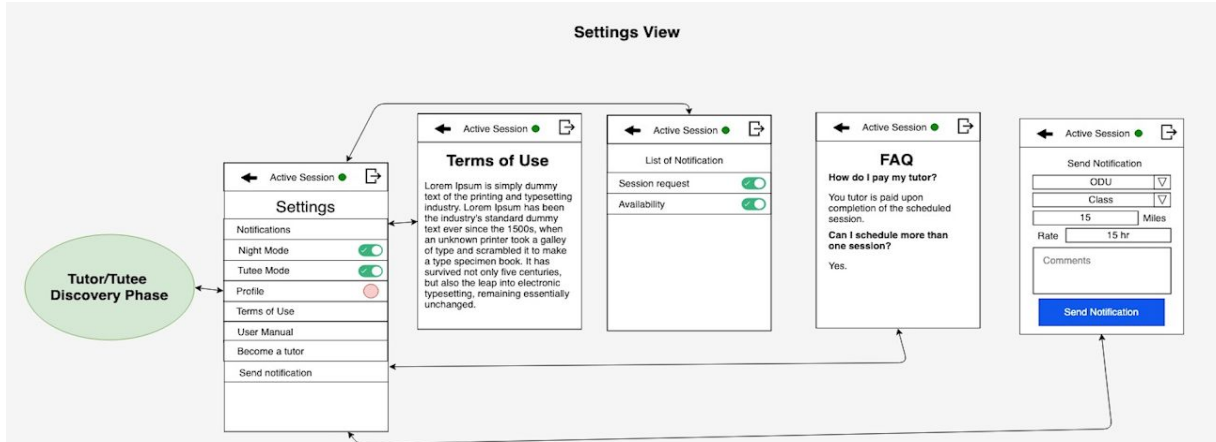 Settings View
Tutor/Tutee
Discovery Phase
Active Session
Settings
Notifications
Night Mode
Tutee Mode
Profile
Terms of Use
User Manual
Become a tutor
Send notification
Active Session
Terms of Use
Lorem Ipsum is simply dummy
text of the printing and typesetting
industry. Lorem Ipsum has been
the industry's standard dummy
text ever since the 1500s, when
an unknown printer took a galley
of type and scrambled it to make
a type specimen book. It has
survived not only five centuries,
but also the leap into electronic
typesetting, remaining essentially
unchanged.
Active Session
List of Notification
Session request
Availability
Active Session
FAQ
How do I pay my tutor?
You tutor is paid upon
completion of the scheduled
session.
Can I schedule more than
one session?
Yes.
Active Session
Send Notification
ODU
Class
15 Miles
Rate 15 hr
Comments
Send Notification